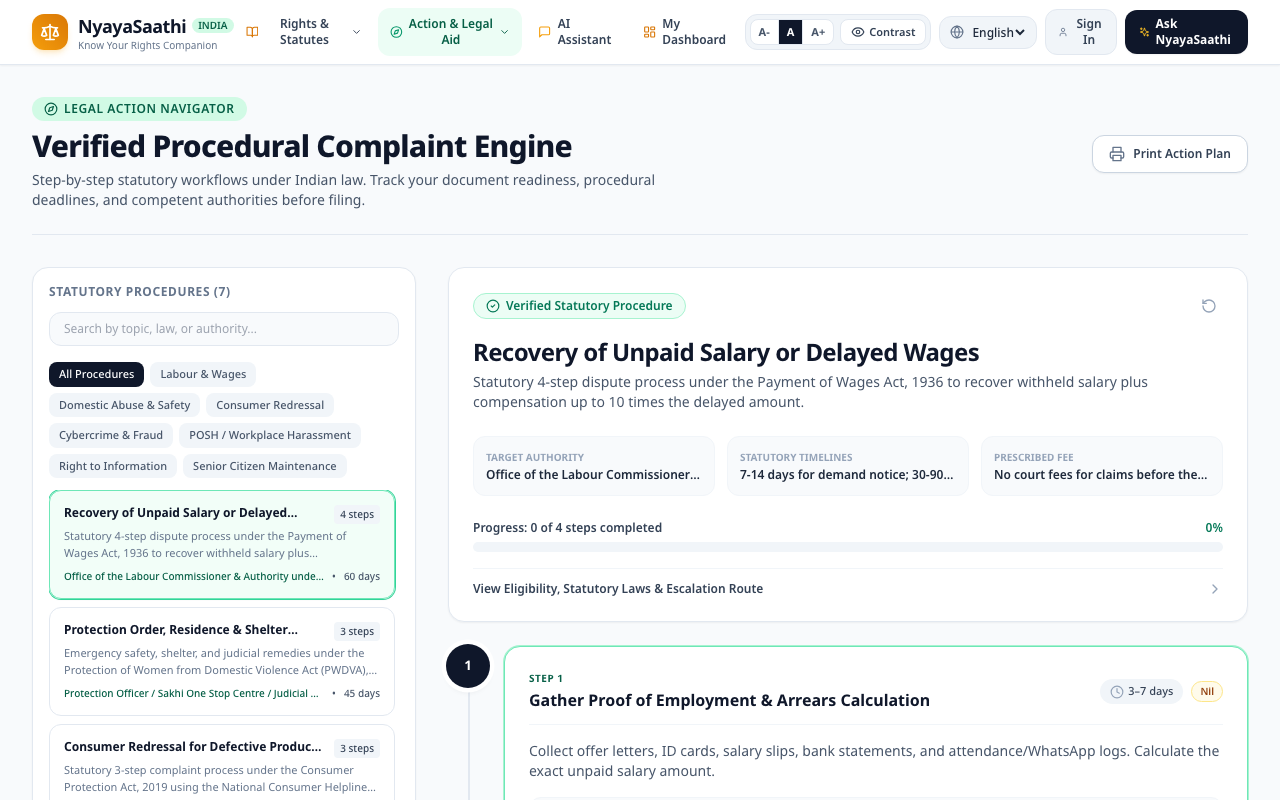 NyayaSaathi INDIA
Know Your Rights Companion
Rights & Statutes
Action & Legal Aid
AI Assistant
My Dashboard
A- A A+
Contrast
English
Sign In
Ask NyayaSaathi
LEGAL ACTION NAVIGATOR
Verified Procedural Complaint Engine
Step-by-step statutory workflows under Indian law. Track your document readiness, procedural
deadlines, and competent authorities before filing.
Print Action Plan
STATUTORY PROCEDURES (7)
Search by topic, law, or authority...
All Procedures
Labour & Wages
Domestic Abuse & Safety
Consumer Redressal
Cybercrime & Fraud
POSH / Workplace Harassment
Right to Information
Senior Citizen Maintenance
Recovery of Unpaid Salary or Delayed... 4 steps
Statutory 4-step dispute process under the Payment of
Wages Act, 1936 to recover withheld salary plus...
Office of the Labour Commissioner & Authority unde... • 60 days
Protection Order, Residence & Shelter... 3 steps
Emergency safety, shelter, and judicial remedies under the
Protection of Women from Domestic Violence Act (PWDVA),...
Protection Officer / Sakhi One Stop Centre / Judicial ... • 45 days
Consumer Redressal for Defective Produc... 3 steps
Statutory 3-step complaint process under the Consumer
Protection Act, 2019 using the National Consumer Helpline...
Verified Statutory Procedure
Recovery of Unpaid Salary or Delayed Wages
Statutory 4-step dispute process under the Payment of Wages Act, 1936 to recover withheld salary plus
compensation up to 10 times the delayed amount.
TARGET AUTHORITY
Office of the Labour Commissioner...
STATUTORY TIMELINES
7-14 days for demand notice; 30-90...
PRESCRIBED FEE
No court fees for claims before the...
Progress: 0 of 4 steps completed 0%
View Eligibility, Statutory Laws & Escalation Route
1
STEP 1
Gather Proof of Employment & Arrears Calculation
3–7 days
Nil
Collect offer letters, ID cards, salary slips, bank statements, and attendance/WhatsApp logs. Calculate the
exact unpaid salary amount.